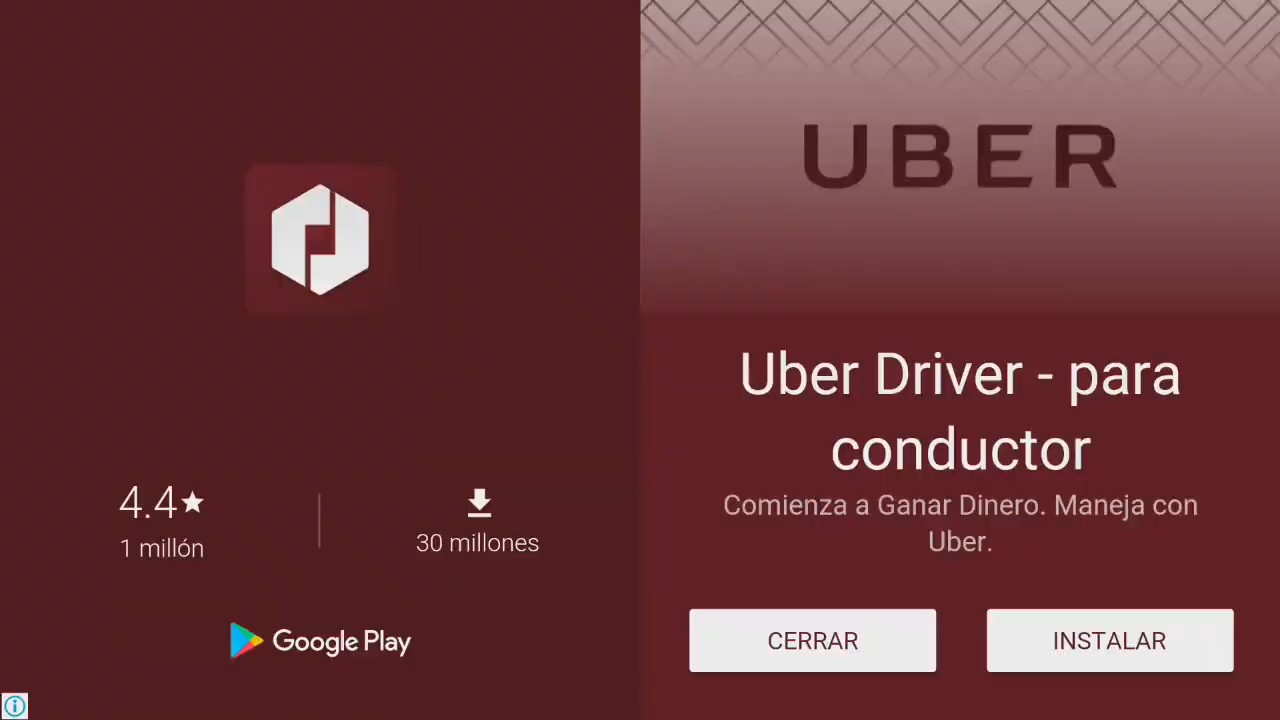 4.4★
1 millón
30 millones
Google Play
UBER
Uber Driver - para
conductor
Comienza a Ganar Dinero. Maneja con
Uber.
CERRAR
INSTALAR